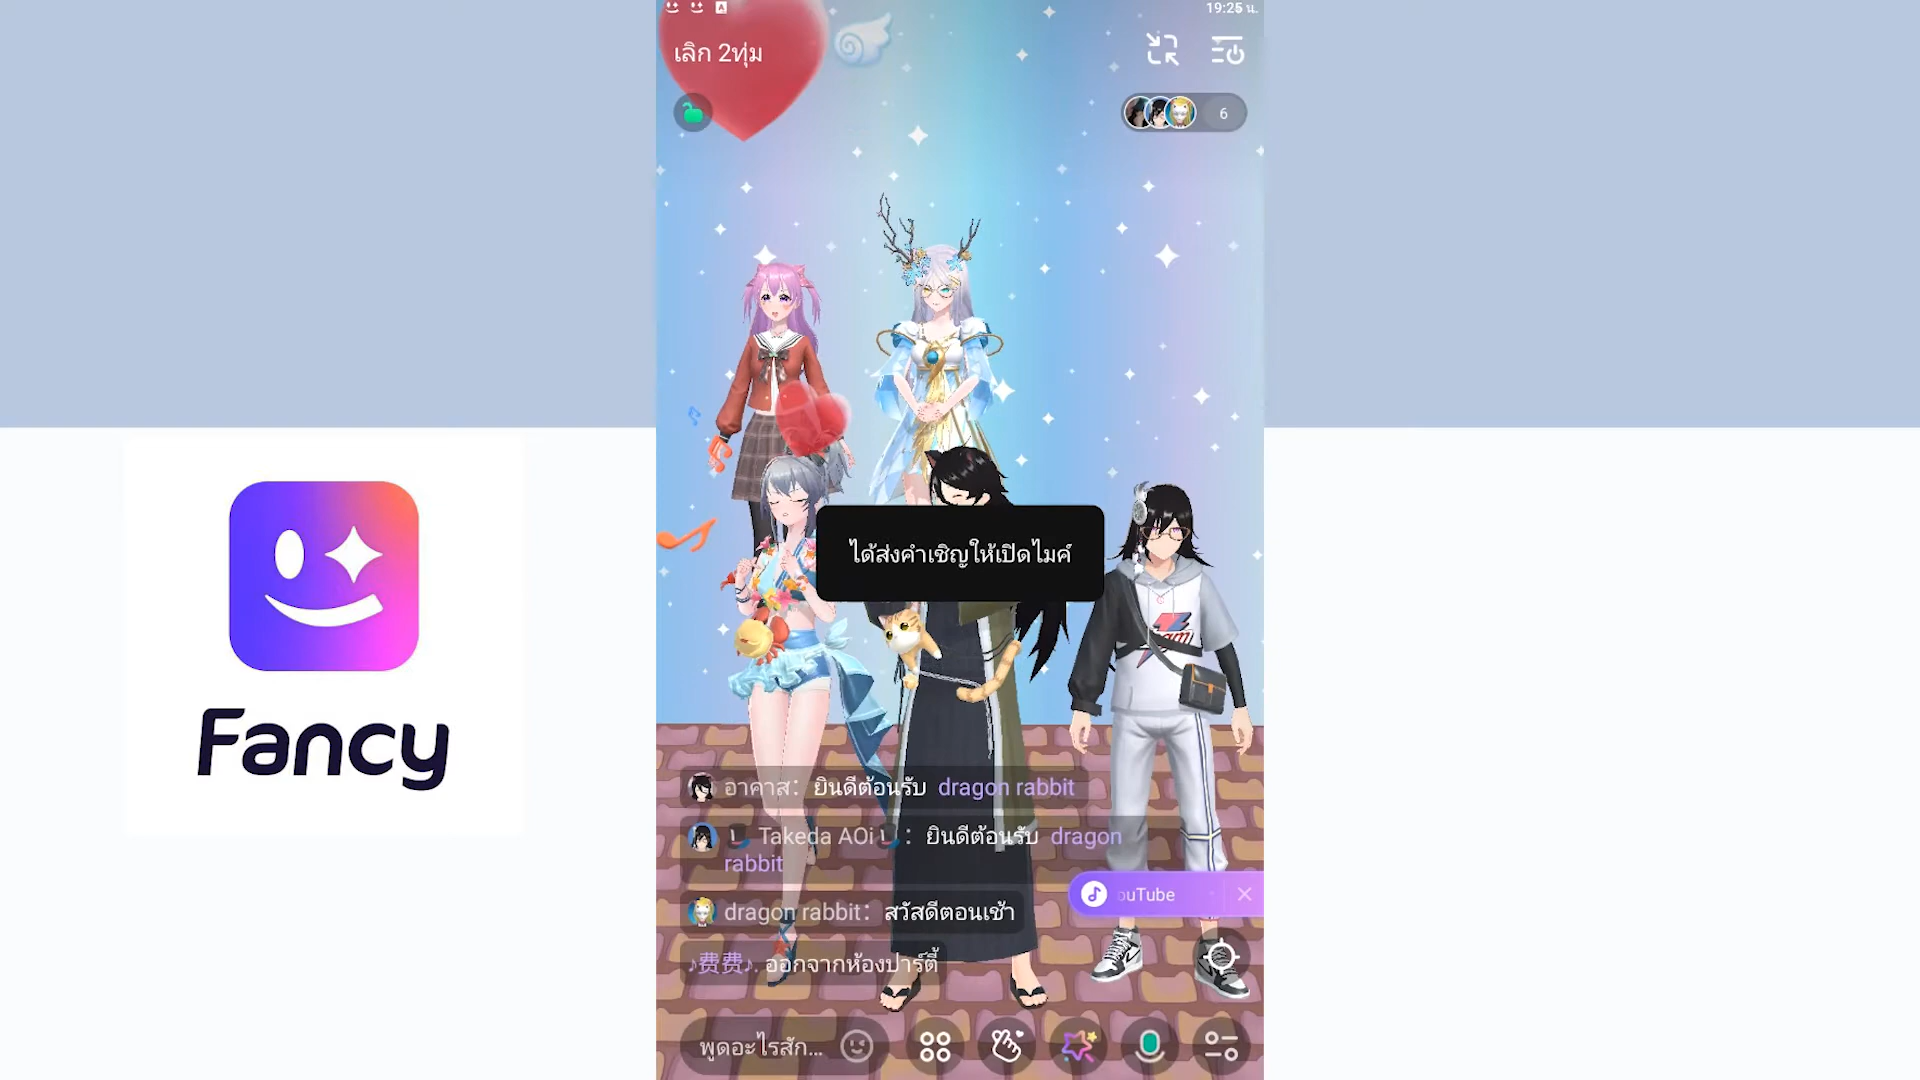 19:25 น.
เลิก 2ทุ่ม
6
ได้ส่งคำเชิญให้เปิดไมค์
Fancy
อาคาส: ยินดีต้อนรับ dragon rabbit
Takeda AOi : ยินดีต้อนรับ dragon
rabbit
ouTube
dragon rabbit: สวัสดีตอนเช้า
♪费费♪. ออกจากห้องปาร์ตี้
พูดอะไรสัก...